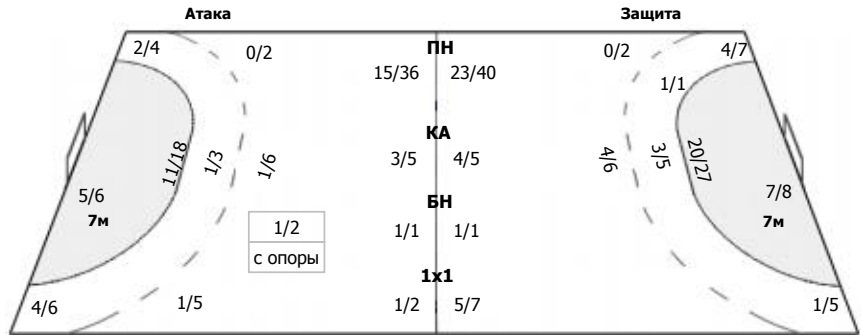 Атака Защита
2/4 0/2 ПН 0/2 4/7
15/36 23/40
1/1
КА
11/18 1/3 1/6 3/5 4/5 4/6 3/5 20/27
5/6 БН 7/8
7м 7м
1/2 1/1 1/1
с опоры
1x1
4/6 1/5 1/2 5/7 1/5